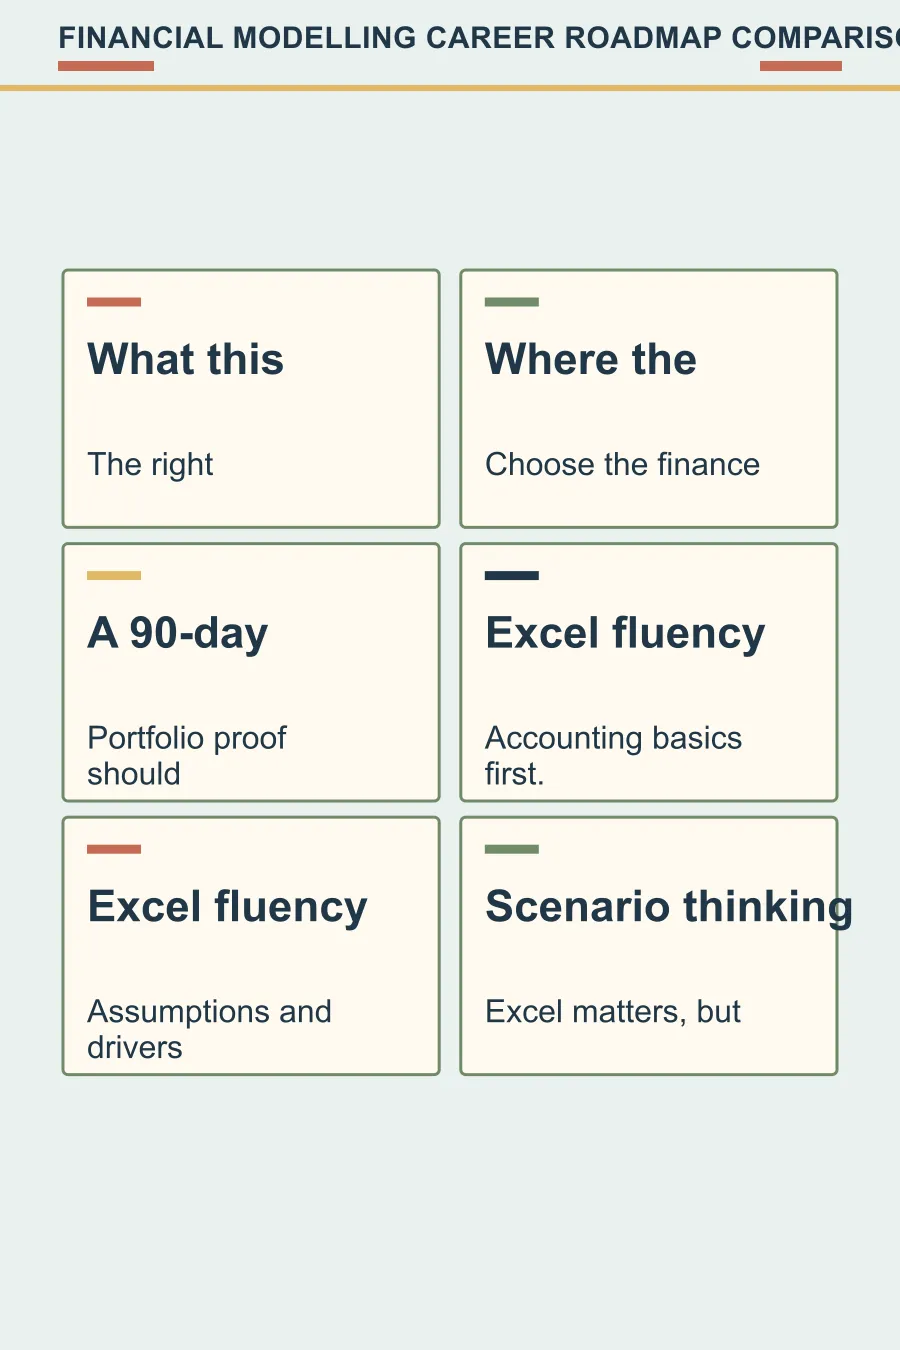 FINANCIAL MODELLING CAREER ROADMAP COMPARISO
What this
The right
Where the
Choose the finance
A 90-day
Portfolio proof
should
Excel fluency
Accounting basics
first.
Excel fluency
Assumptions and
drivers
Scenario thinking
Excel matters, but